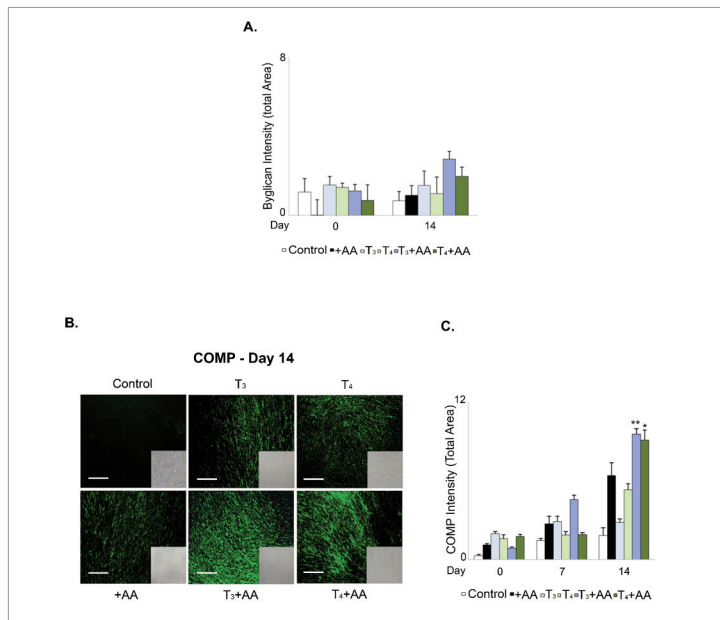 A.
8
Byglican Intensity (total Area)
0
Day 0 14
Control +AA T₃ T₄ T₃+AA T₄+AA
B.
COMP - Day 14
Control T₃ T₄
+AA T₃+AA T₄+AA
C.
12
COMP Intensity (Total Area)
** *
0
Day 0 7 14
Control +AA T₃ T₄ T₃+AA T₄+AA